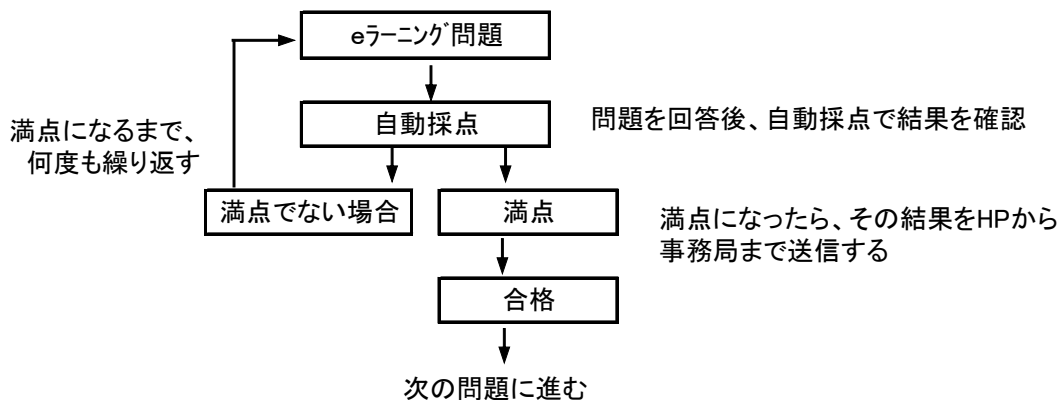 eﾗｰﾆﾝｸﾞ問題
自動採点
問題を回答後、自動採点で結果を確認
満点になるまで、
何度も繰り返す
満点でない場合
満点
満点になったら、その結果をHPから
事務局まで送信する
合格
次の問題に進む